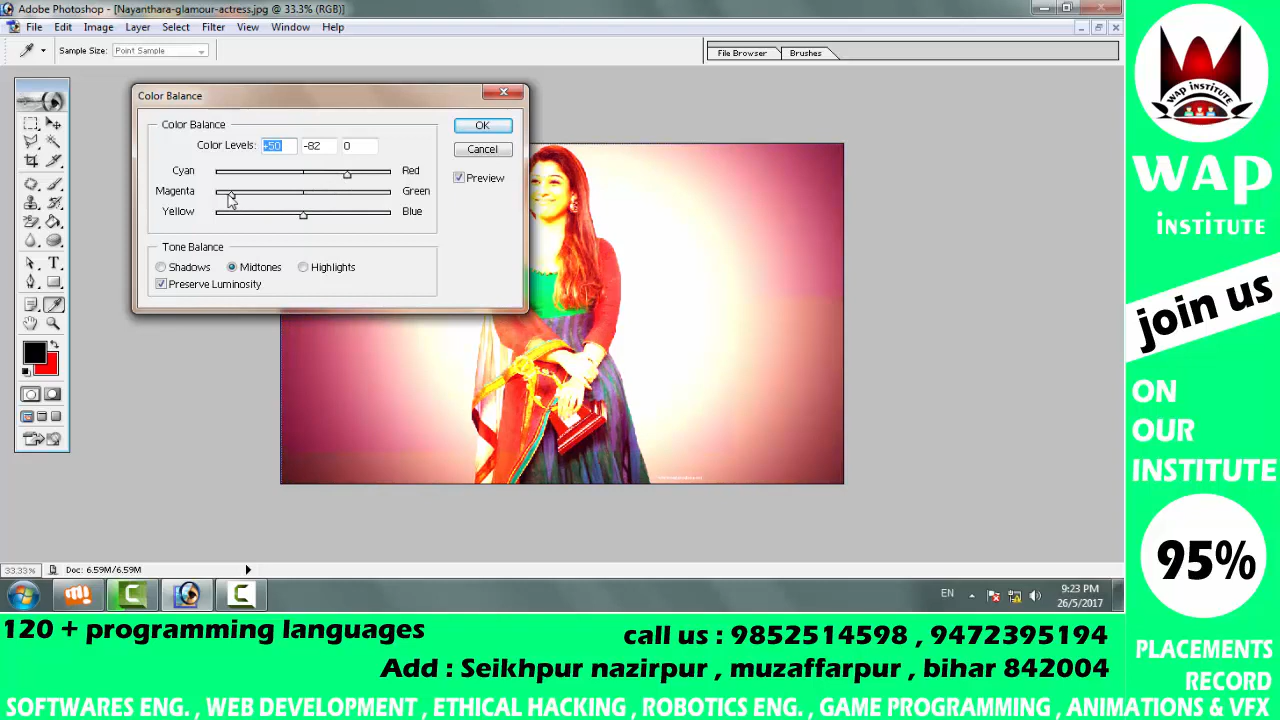 Adobe Photoshop - [Nayanthara-glamour-actress.jpg @ 33.3% (RGB)]
File Edit Image Layer Select Filter View Window Help
Sample Size: Point Sample
File Browser Brushes
Color Balance
Color Balance
Color Levels: +50 -82 0
Cyan Red
Magenta Green
Yellow Blue
OK
Cancel
Preview
Tone Balance
Shadows Midtones Highlights
Preserve Luminosity
33.33% Doc: 6.59M/6.59M
EN
9:23 PM
26/5/2017
WAP INSTITUTE
WAP
INSTITUTE
join us
ON
OUR
INSTITUTE
95%
PLACEMENTS
RECORD
120 + programming languages
call us : 9852514598 , 9472395194
Add : Seikhpur nazirpur , muzaffarpur , bihar 842004
SOFTWARES ENG. , WEB DEVELOPMENT , ETHICAL HACKING , ROBOTICS ENG. , GAME PROGRAMMING , ANIMATIONS & VFX